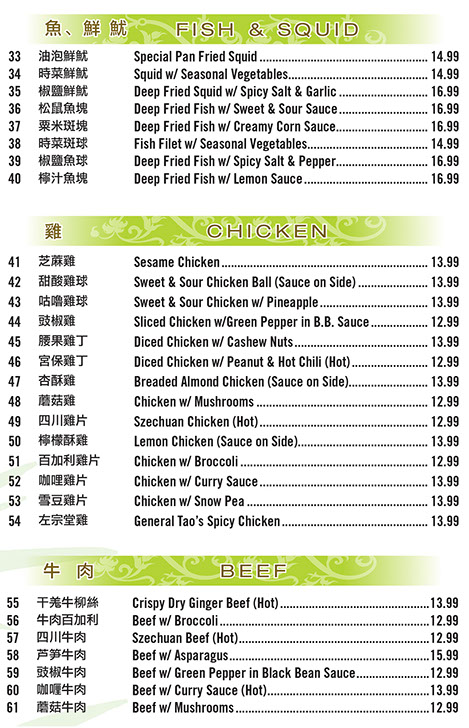 魚、鮮魷 FISH & SQUID
33 油泡鮮魷 Special Pan Fried Squid 14.99
34 時菜鮮魷 Squid w/ Seasonal Vegetables 14.99
35 椒鹽鮮魷 Deep Fried Squid w/ Spicy Salt & Garlic 16.99
36 松鼠魚塊 Deep Fried Fish w/ Sweet & Sour Sauce 16.99
37 粟米斑塊 Deep Fried Fish w/ Creamy Corn Sauce 16.99
38 時菜斑球 Fish Filet w/ Seasonal Vegetables 14.99
39 椒鹽魚球 Deep Fried Fish w/ Spicy Salt & Pepper 16.99
40 檸汁魚塊 Deep Fried Fish w/ Lemon Sauce 16.99
雞 CHICKEN
41 芝蔴雞 Sesame Chicken 13.99
42 甜酸雞球 Sweet & Sour Chicken Ball (Sauce on Side) 13.99
43 咕嚕雞球 Sweet & Sour Chicken w/ Pineapple 13.99
44 豉椒雞 Sliced Chicken w/Green Pepper in B.B. Sauce 12.99
45 腰果雞丁 Diced Chicken w/ Cashew Nuts 13.99
46 宮保雞丁 Diced Chicken w/ Peanut & Hot Chili (Hot) 12.99
47 杏酥雞 Breaded Almond Chicken (Sauce on Side) 13.99
48 蘑菇雞 Chicken w/ Mushrooms 12.99
49 四川雞片 Szechuan Chicken (Hot) 12.99
50 檸檬酥雞 Lemon Chicken (Sauce on Side) 13.99
51 百加利雞片 Chicken w/ Broccoli 12.99
52 咖哩雞片 Chicken w/ Curry Sauce 13.99
53 雪豆雞片 Chicken w/ Snow Pea 13.99
54 左宗堂雞 General Tao's Spicy Chicken 13.99
牛肉 BEEF
55 干羗牛柳絲 Crispy Dry Ginger Beef (Hot) 13.99
56 牛肉百加利 Beef w/ Broccoli 12.99
57 四川牛肉 Szechuan Beef (Hot) 12.99
58 芦笋牛肉 Beef w/ Asparagus 15.99
59 豉椒牛肉 Beef w/ Green Pepper in Black Bean Sauce 12.99
60 咖喱牛肉 Beef w/ Curry Sauce (Hot) 13.99
61 蘑菇牛肉 Beef w/ Mushrooms 12.99